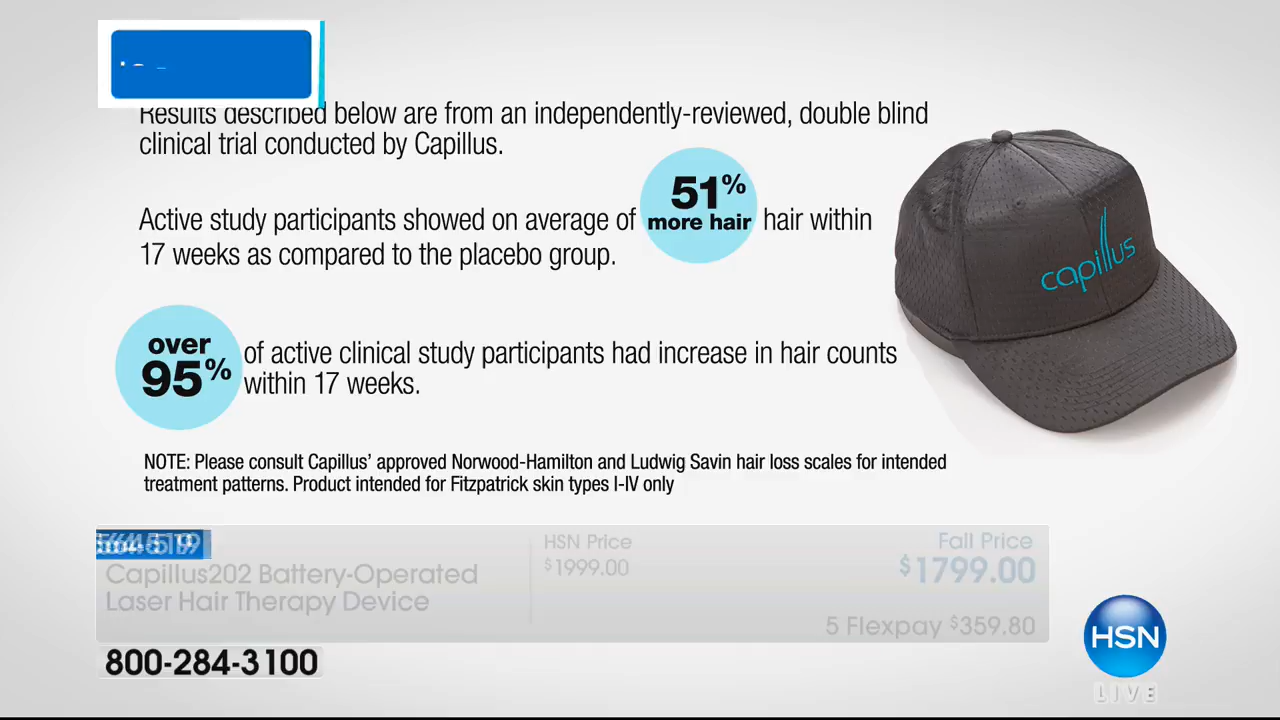 Results described below are from an independently-reviewed, double blind
clinical trial conducted by Capillus.
Active study participants showed on average of 51% more hair hair within
17 weeks as compared to the placebo group.
over 95% of active clinical study participants had increase in hair counts
within 17 weeks.
NOTE: Please consult Capillus' approved Norwood-Hamilton and Ludwig Savin hair loss scales for intended
treatment patterns. Product intended for Fitzpatrick skin types I-IV only
capillus
Capillus202 Battery-Operated
Laser Hair Therapy Device
HSN Price
$1999.00
Fall Price
$1799.00
5 Flexpay $359.80
800-284-3100
HSN
LIVE